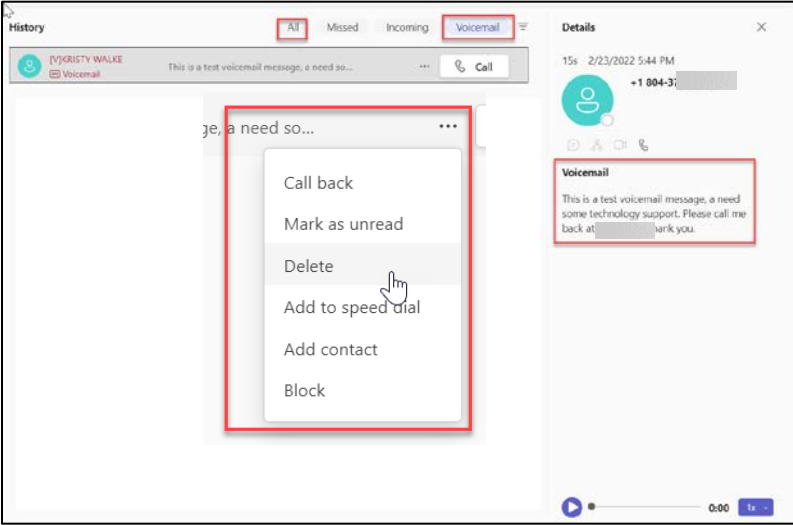 History
All Missed Incoming Voicemail
[V]KRISTY WALKE
Voicemail
This is a test voicemail message, a need so...
... Call
ge, a need so... ...
Call back
Mark as unread
Delete
Add to speed dial
Add contact
Block
Details
15s 2/23/2022 5:44 PM
+1 804-37
Voicemail
This is a test voicemail message, a need
some technology support. Please call me
back at ank you.
0:00 1x